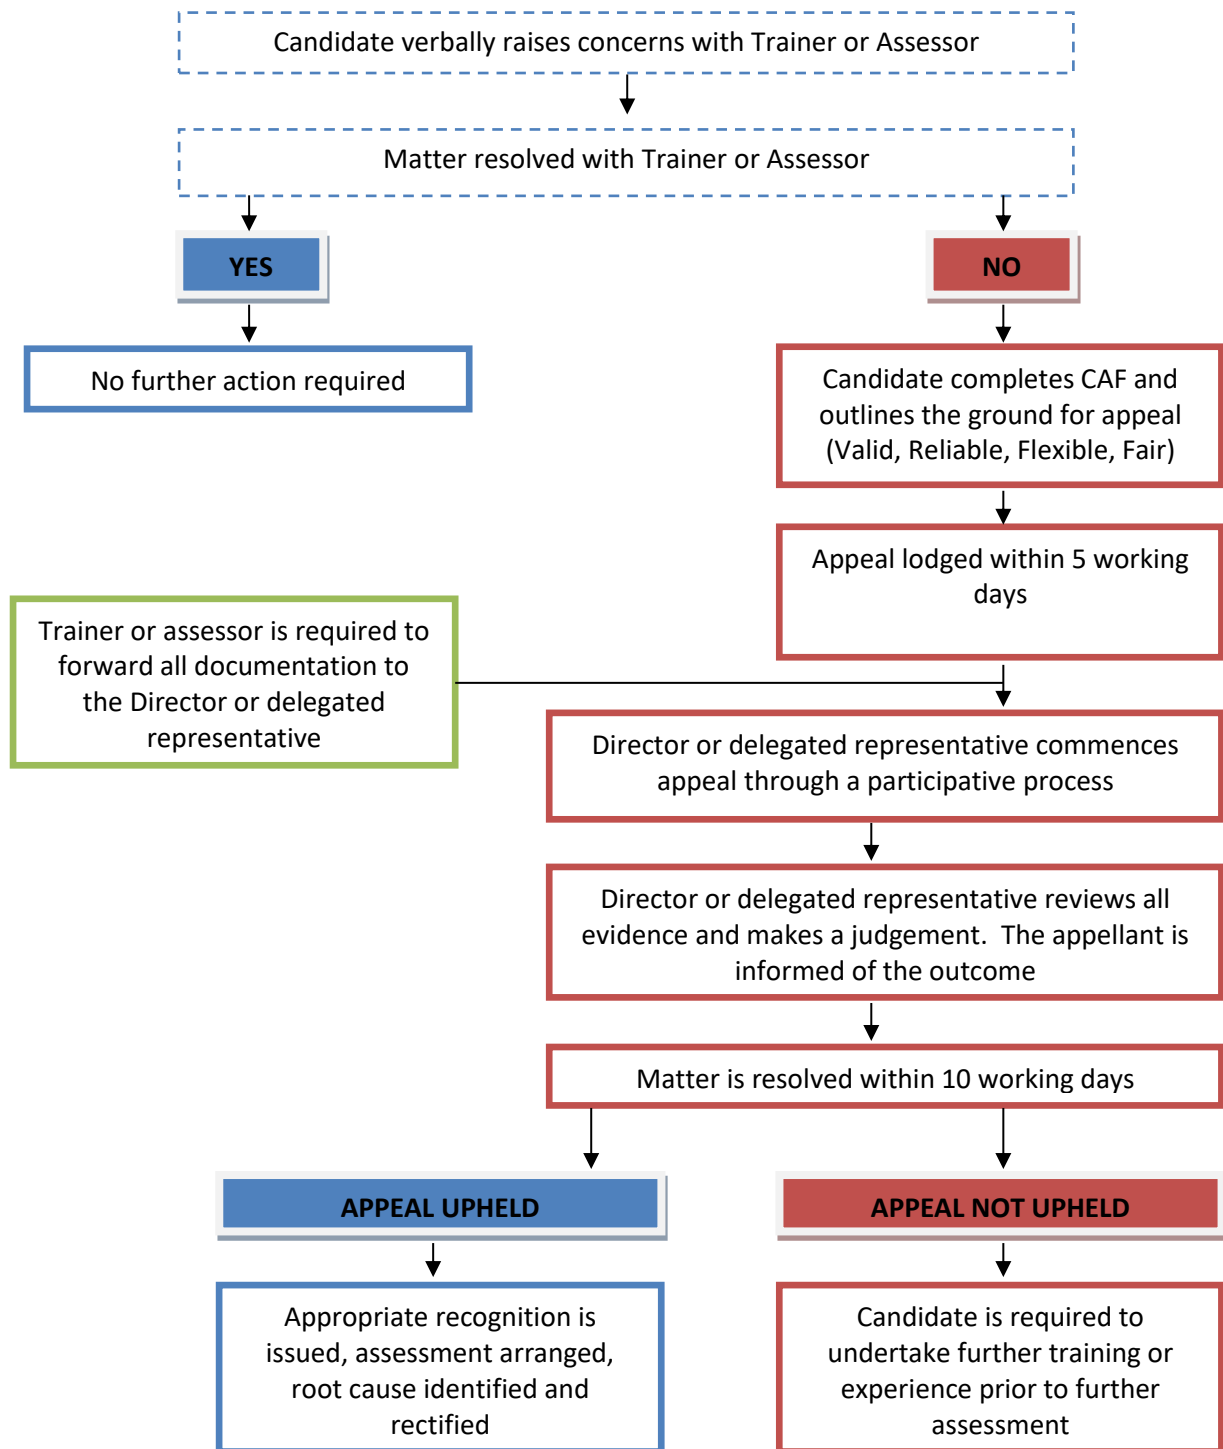 Candidate verbally raises concerns with Trainer or Assessor
Matter resolved with Trainer or Assessor
YES
NO
No further action required
Candidate completes CAF and
outlines the ground for appeal
(Valid, Reliable, Flexible, Fair)
Appeal lodged within 5 working
days
Trainer or assessor is required to
forward all documentation to
the Director or delegated
representative
Director or delegated representative commences
appeal through a participative process
Director or delegated representative reviews all
evidence and makes a judgement.  The appellant is
informed of the outcome
Matter is resolved within 10 working days
APPEAL UPHELD
APPEAL NOT UPHELD
Appropriate recognition is
issued, assessment arranged,
root cause identified and
rectified
Candidate is required to
undertake further training or
experience prior to further
assessment